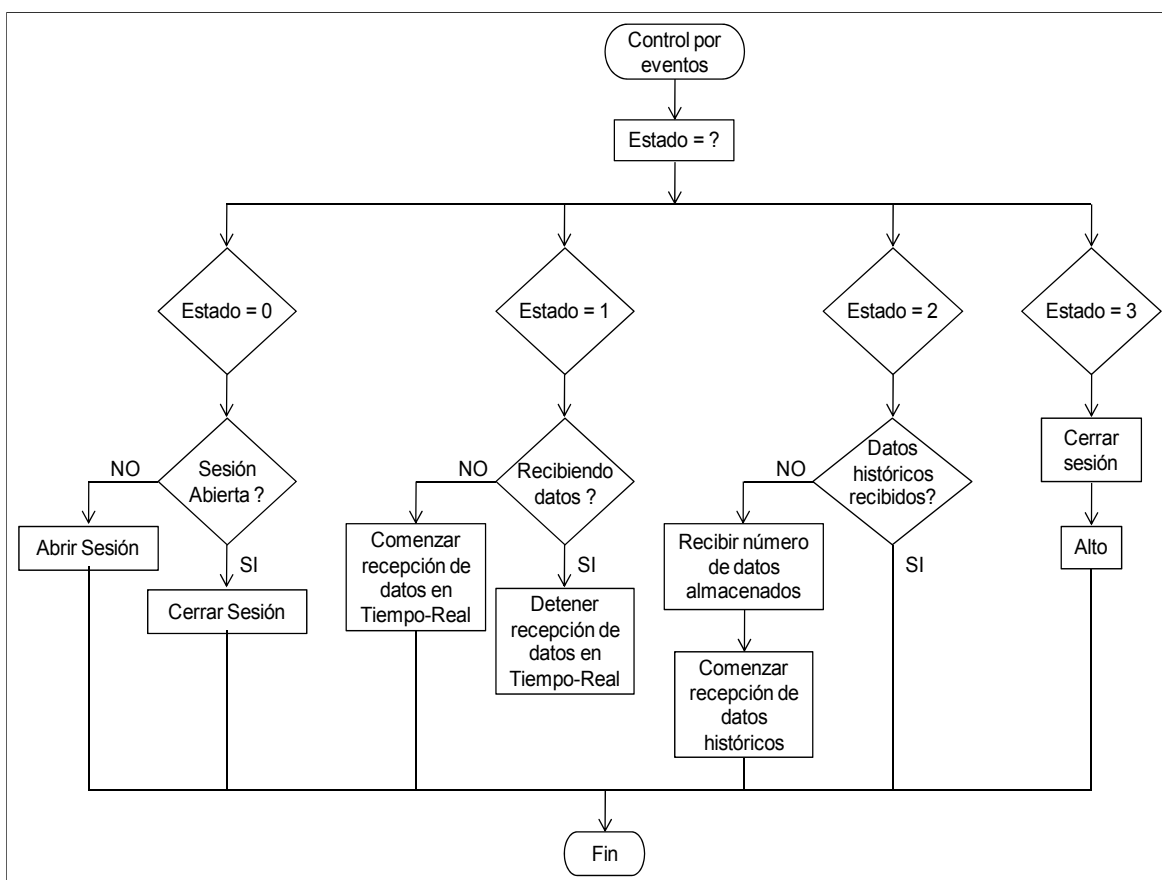 Control por
eventos
Estado = ?
Estado = 0
Estado = 1
Estado = 2
Estado = 3
Sesión
Abierta ?
NO
SI
Abrir Sesión
Cerrar Sesión
Recibiendo
datos ?
NO
SI
Comenzar
recepción de
datos en
Tiempo-Real
Detener
recepción de
datos en
Tiempo-Real
Datos
históricos
recibidos?
NO
SI
Recibir número
de datos
almacenados
Comenzar
recepción de
datos
históricos
Cerrar
sesión
Alto
Fin